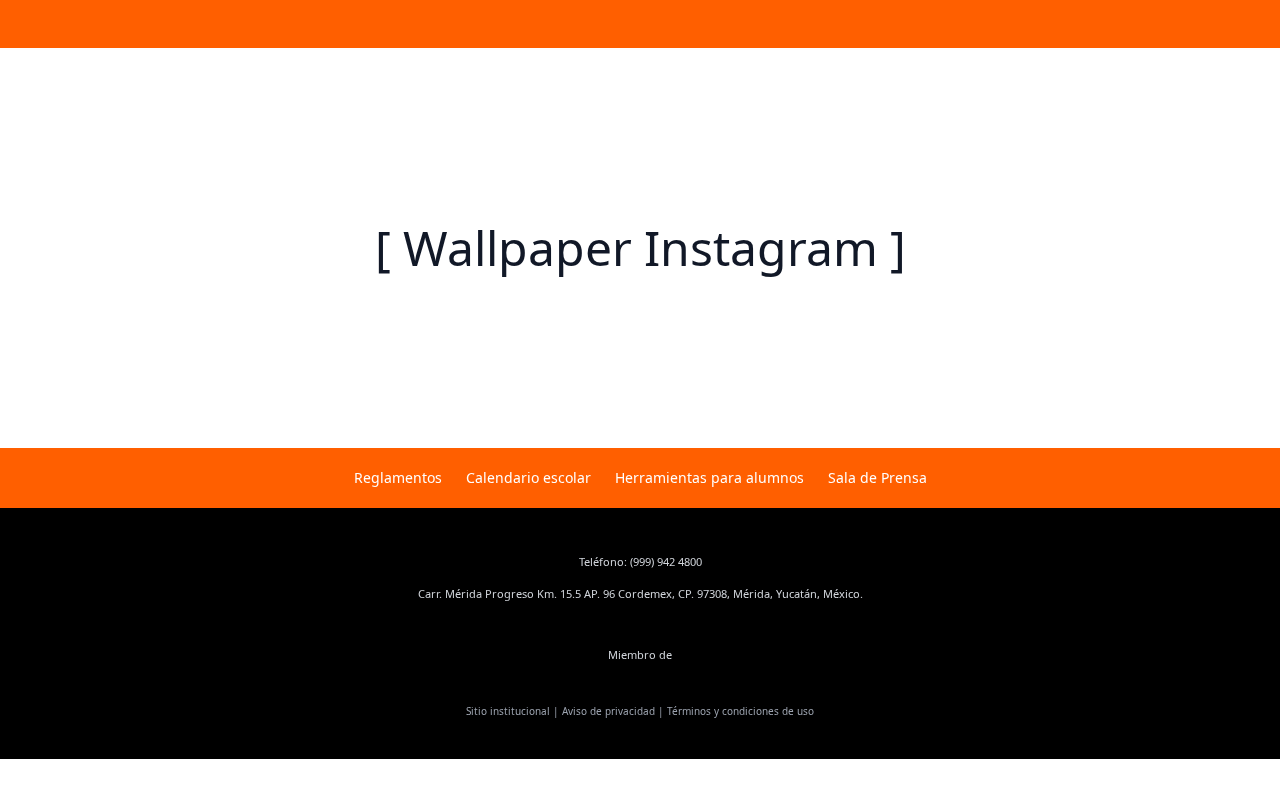 [ Wallpaper Instagram ]
Reglamentos Calendario escolar Herramientas para alumnos Sala de Prensa
Teléfono: (999) 942 4800
Carr. Mérida Progreso Km. 15.5 AP. 96 Cordemex, CP. 97308, Mérida, Yucatán, México.
Miembro de
Sitio institucional | Aviso de privacidad | Términos y condiciones de uso